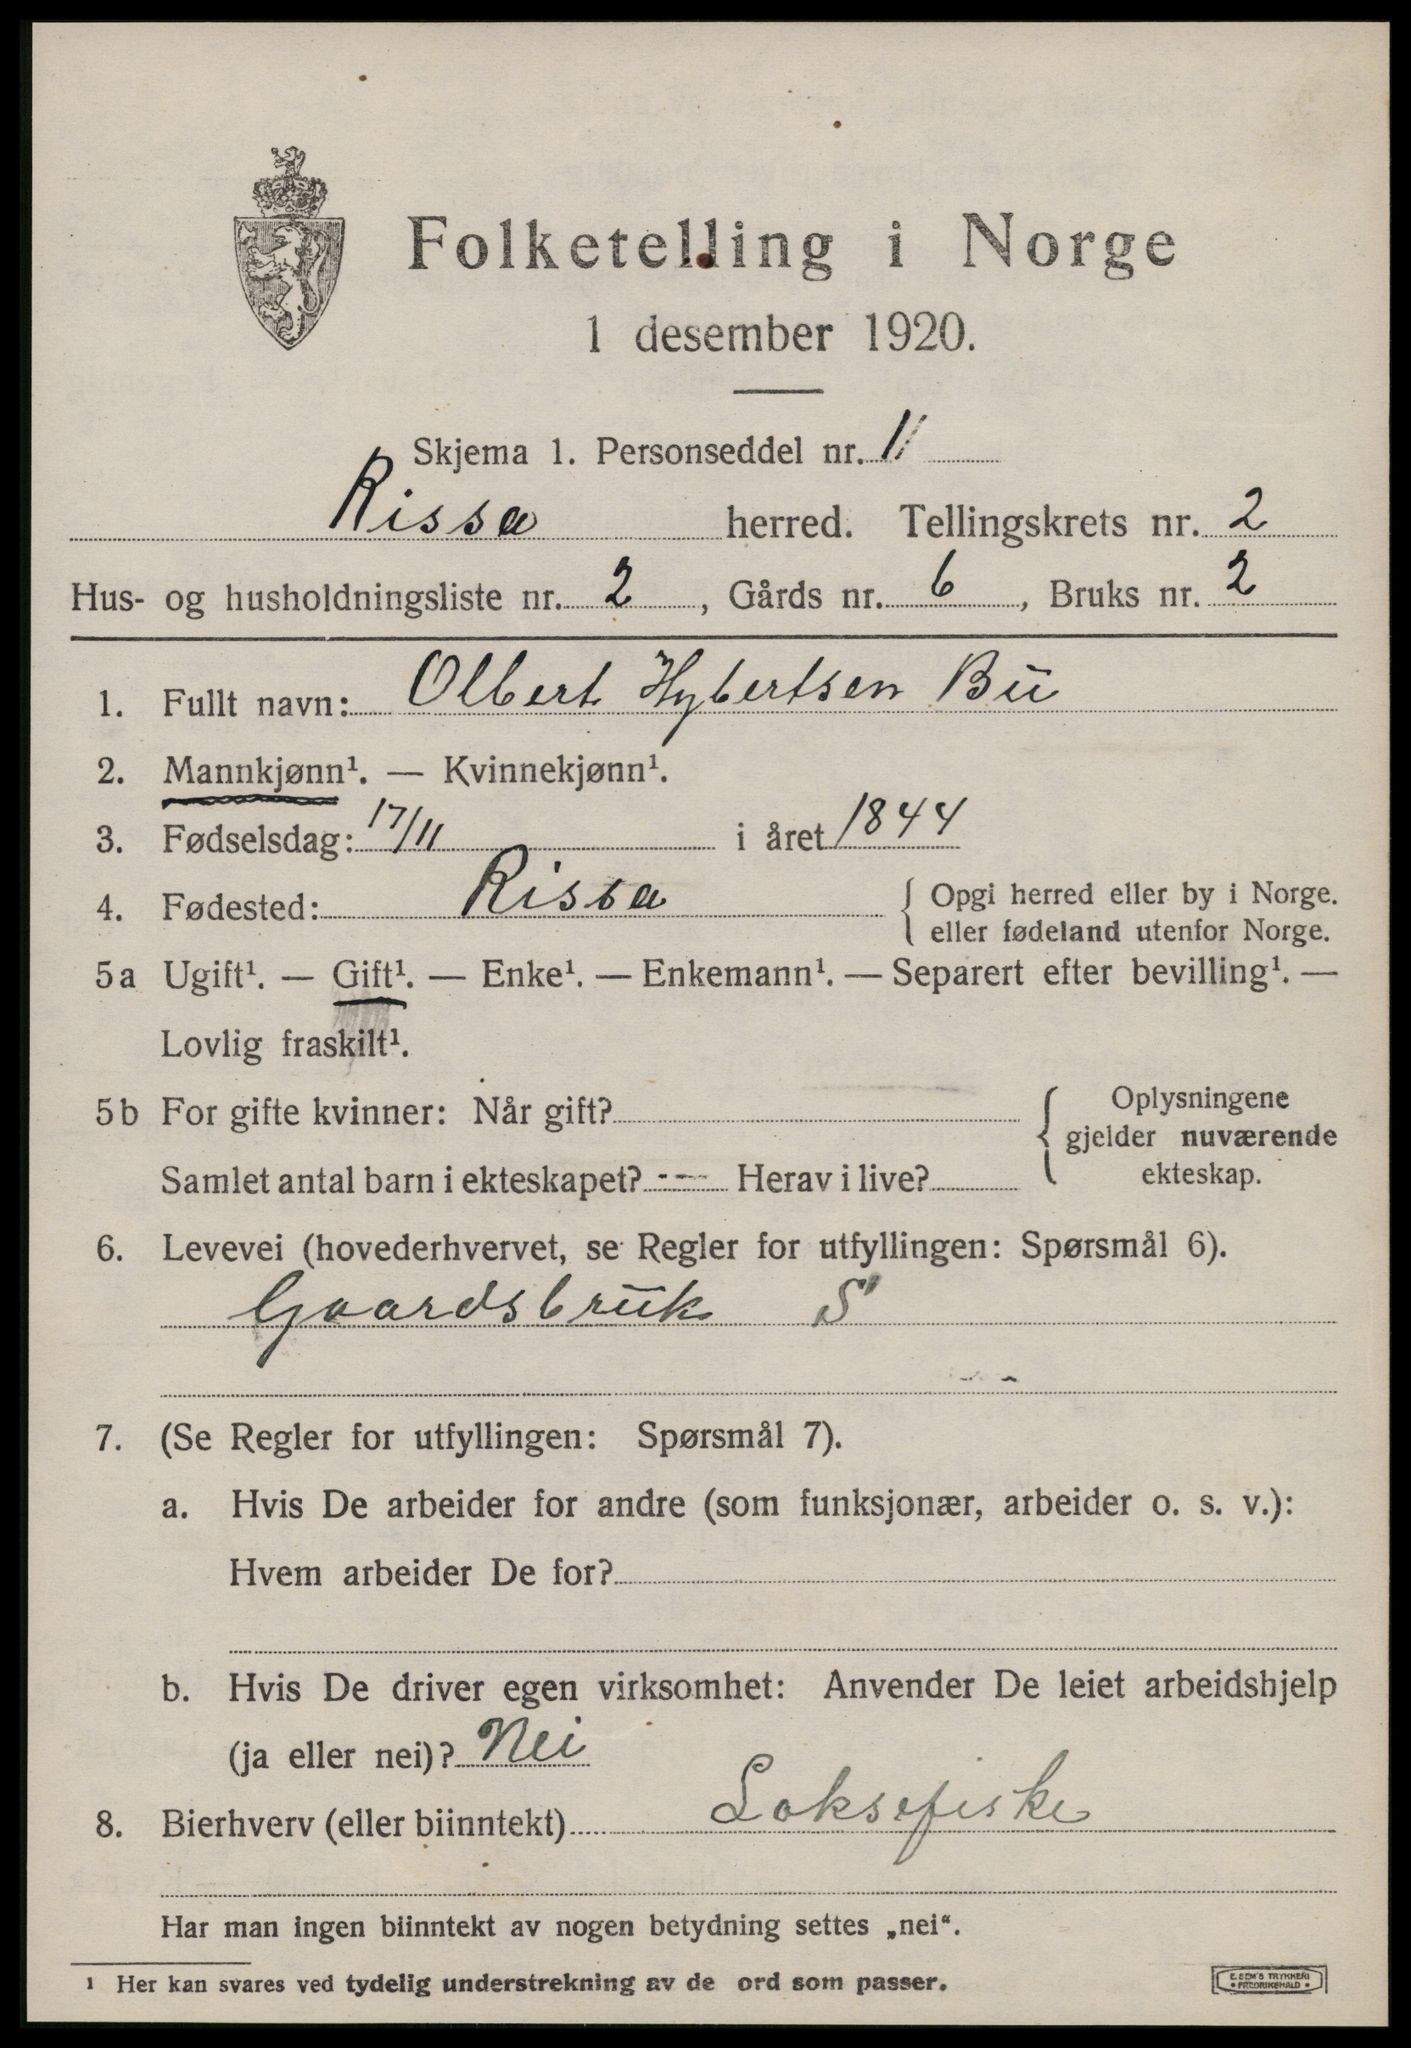 Folketelling i Norge
1 desember 1920.
Skjema 1. Personseddel nr. 1
Rissa herred. Tellingskrets nr. 2
Hus- og husholdningsliste nr. 2, Gårds nr. 6, Bruks nr. 2
1. Fullt navn: Olbert Hybertsen Bü
2. Mannkjønn¹. — Kvinnekjønn¹.
3. Fødselsdag: 17/11 i året 1844
4. Fødested: Rissa { Opgi herred eller by i Norge.
eller fødeland utenfor Norge.
5a Ugift¹. — Gift¹. — Enke¹. — Enkemann¹. — Separert efter bevilling¹. —
Lovlig fraskilt¹.
5b For gifte kvinner: Når gift? { Oplysningene
gjelder nuværende
Samlet antal barn i ekteskapet? --- Herav i live? ekteskap.
6. Levevei (hovederhvervet, se Regler for utfyllingen: Spørsmål 6).
Gaardsbrük S
7. (Se Regler for utfyllingen: Spørsmål 7).
a. Hvis De arbeider for andre (som funksjonær, arbeider o. s. v.):
Hvem arbeider De for?
b. Hvis De driver egen virksomhet: Anvender De leiet arbeidshjelp
(ja eller nei)? Nei
8. Bierhverv (eller biinntekt) Laksefiske
Har man ingen biinntekt av nogen betydning settes „nei“.
¹ Her kan svares ved tydelig understrekning av de ord som passer.
E. SEM'S TRYKKERI
• FREDRIKSHALD •